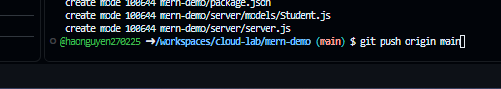 create mode 100644 mern-demo/package.json
create mode 100644 mern-demo/server/models/Student.js
create mode 100644 mern-demo/server/server.js
@haonguyen270225 ➜/workspaces/cloud-lab/mern-demo (main) $ git push origin main